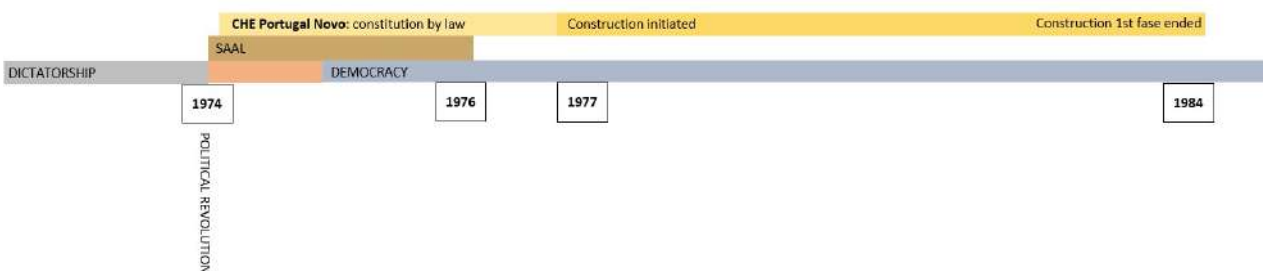 CHE Portugal Novo: constitution by law
Construction initiated
Construction 1st fase ended
SAAL
DICTATORSHIP
DEMOCRACY
1974
1976
1977
1984
POLITICAL REVOLUTION